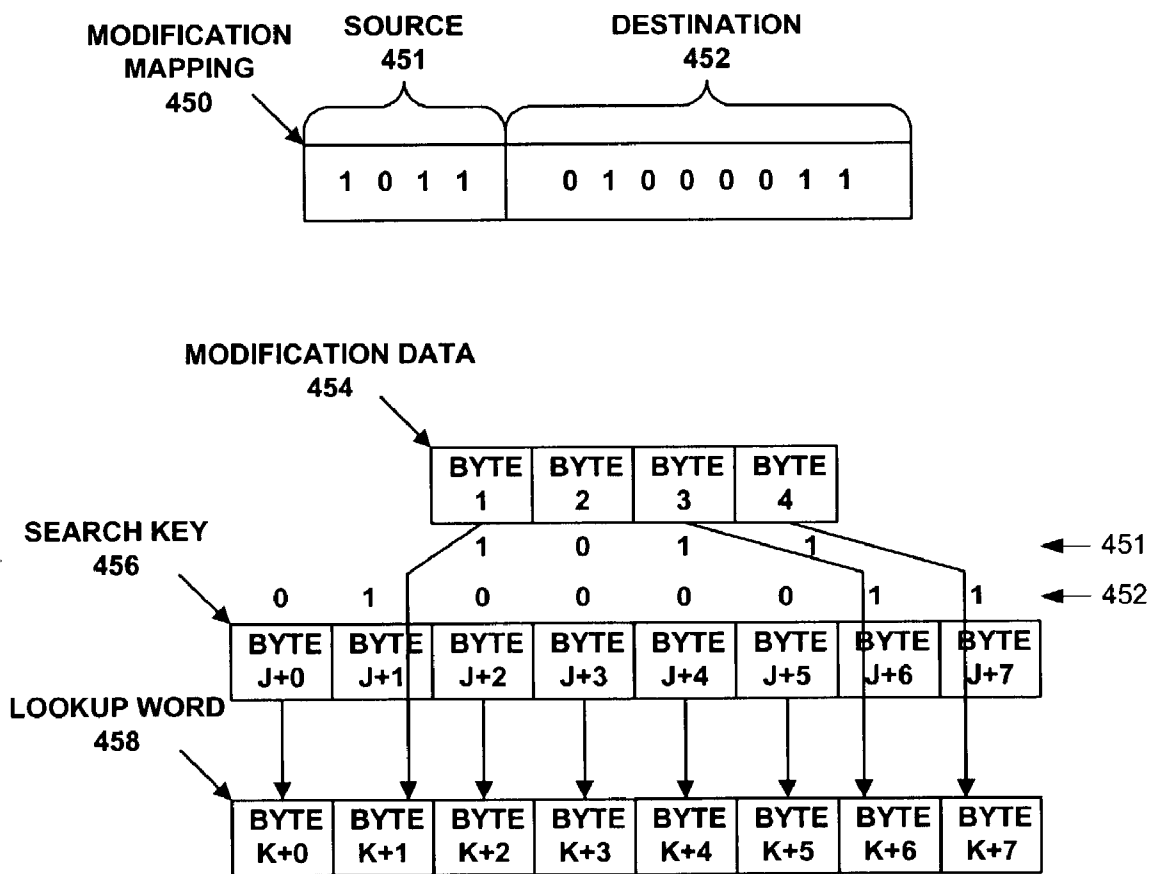 MODIFICATION
MAPPING
450
SOURCE
451
DESTINATION
452
1 0 1 1 0 1 0 0 0 0 1 1
MODIFICATION DATA
454
BYTE 1 BYTE 2 BYTE 3 BYTE 4
1 0 1 1 451
SEARCH KEY
456
0 1 0 0 0 0 1 1 452
BYTE BYTE BYTE BYTE BYTE BYTE BYTE BYTE
J+0 J+1 J+2 J+3 J+4 J+5 J+6 J+7
LOOKUP WORD
458
BYTE BYTE BYTE BYTE BYTE BYTE BYTE BYTE
K+0 K+1 K+2 K+3 K+4 K+5 K+6 K+7